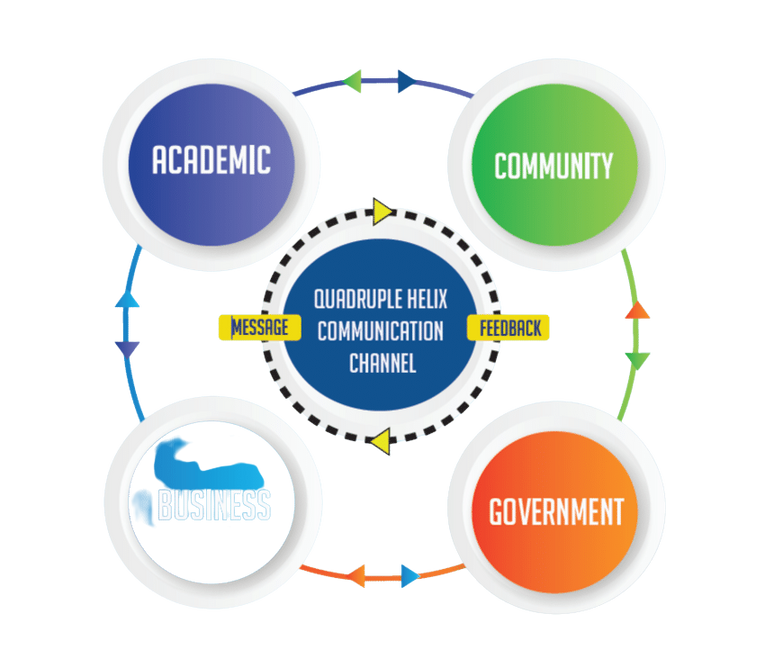 ACADEMIC
COMMUNITY
QUADRUPLE HELIX
COMMUNICATION
CHANNEL
MESSAGE
FEEDBACK
BUSINESS
GOVERNMENT